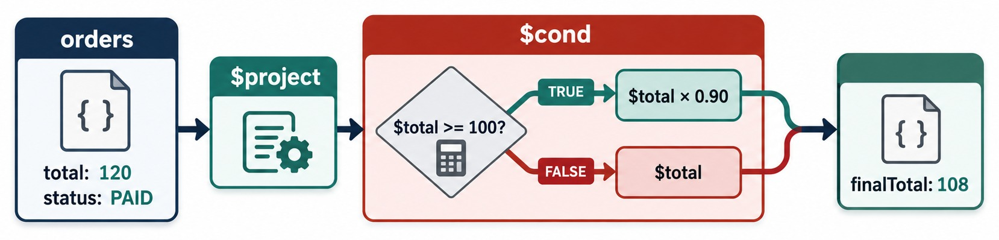 orders
{ }
total: 120
status: PAID
$project
$cond
$total >= 100?
TRUE
$total × 0.90
FALSE
$total
{ }
finalTotal: 108